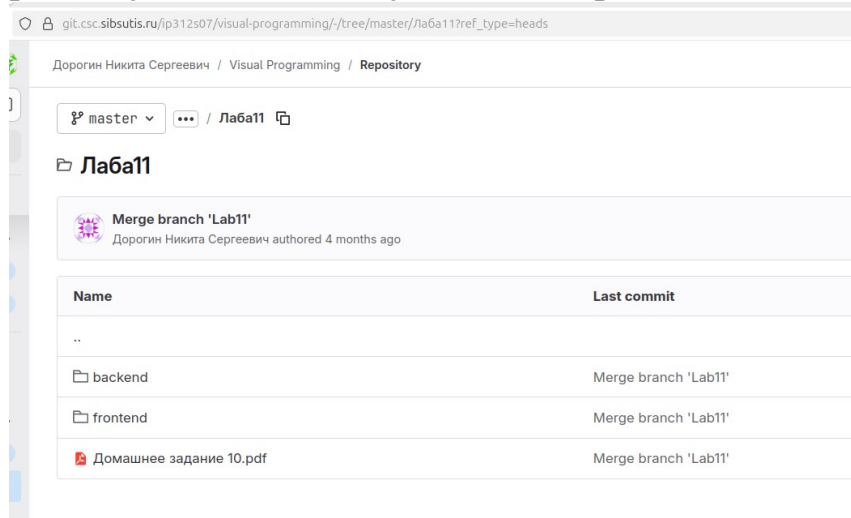 git.csc.sibsutis.ru/ip312s07/visual-programming/-/tree/master/Лаба11?ref_type=heads
Дорогин Никита Сергеевич / Visual Programming / Repository
master ••• / Лаба11
Лаба11
Merge branch 'Lab11'
Дорогин Никита Сергеевич authored 4 months ago
Name Last commit
..
backend Merge branch 'Lab11'
frontend Merge branch 'Lab11'
Домашнее задание 10.pdf Merge branch 'Lab11'